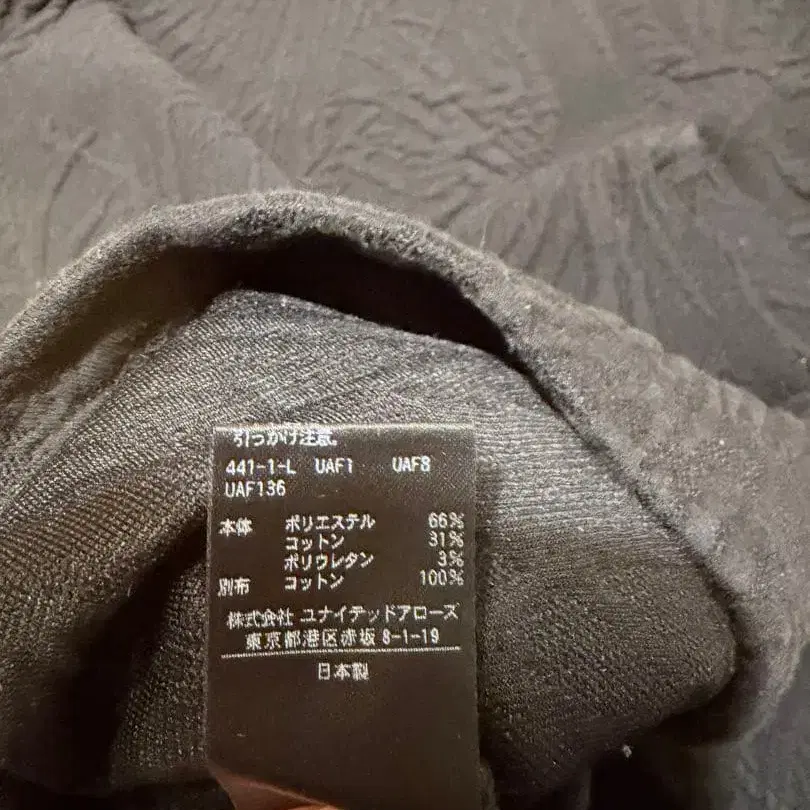 引っかけ注意。
441-1-L UAF1 UAF8
UAF136
本体 ポリエステル 66%
コットン 31%
ポリウレタン 3%
別布 コットン 100%
株式会社 ユナイテッドアローズ
東京都港区赤坂 8-1-19
日本製